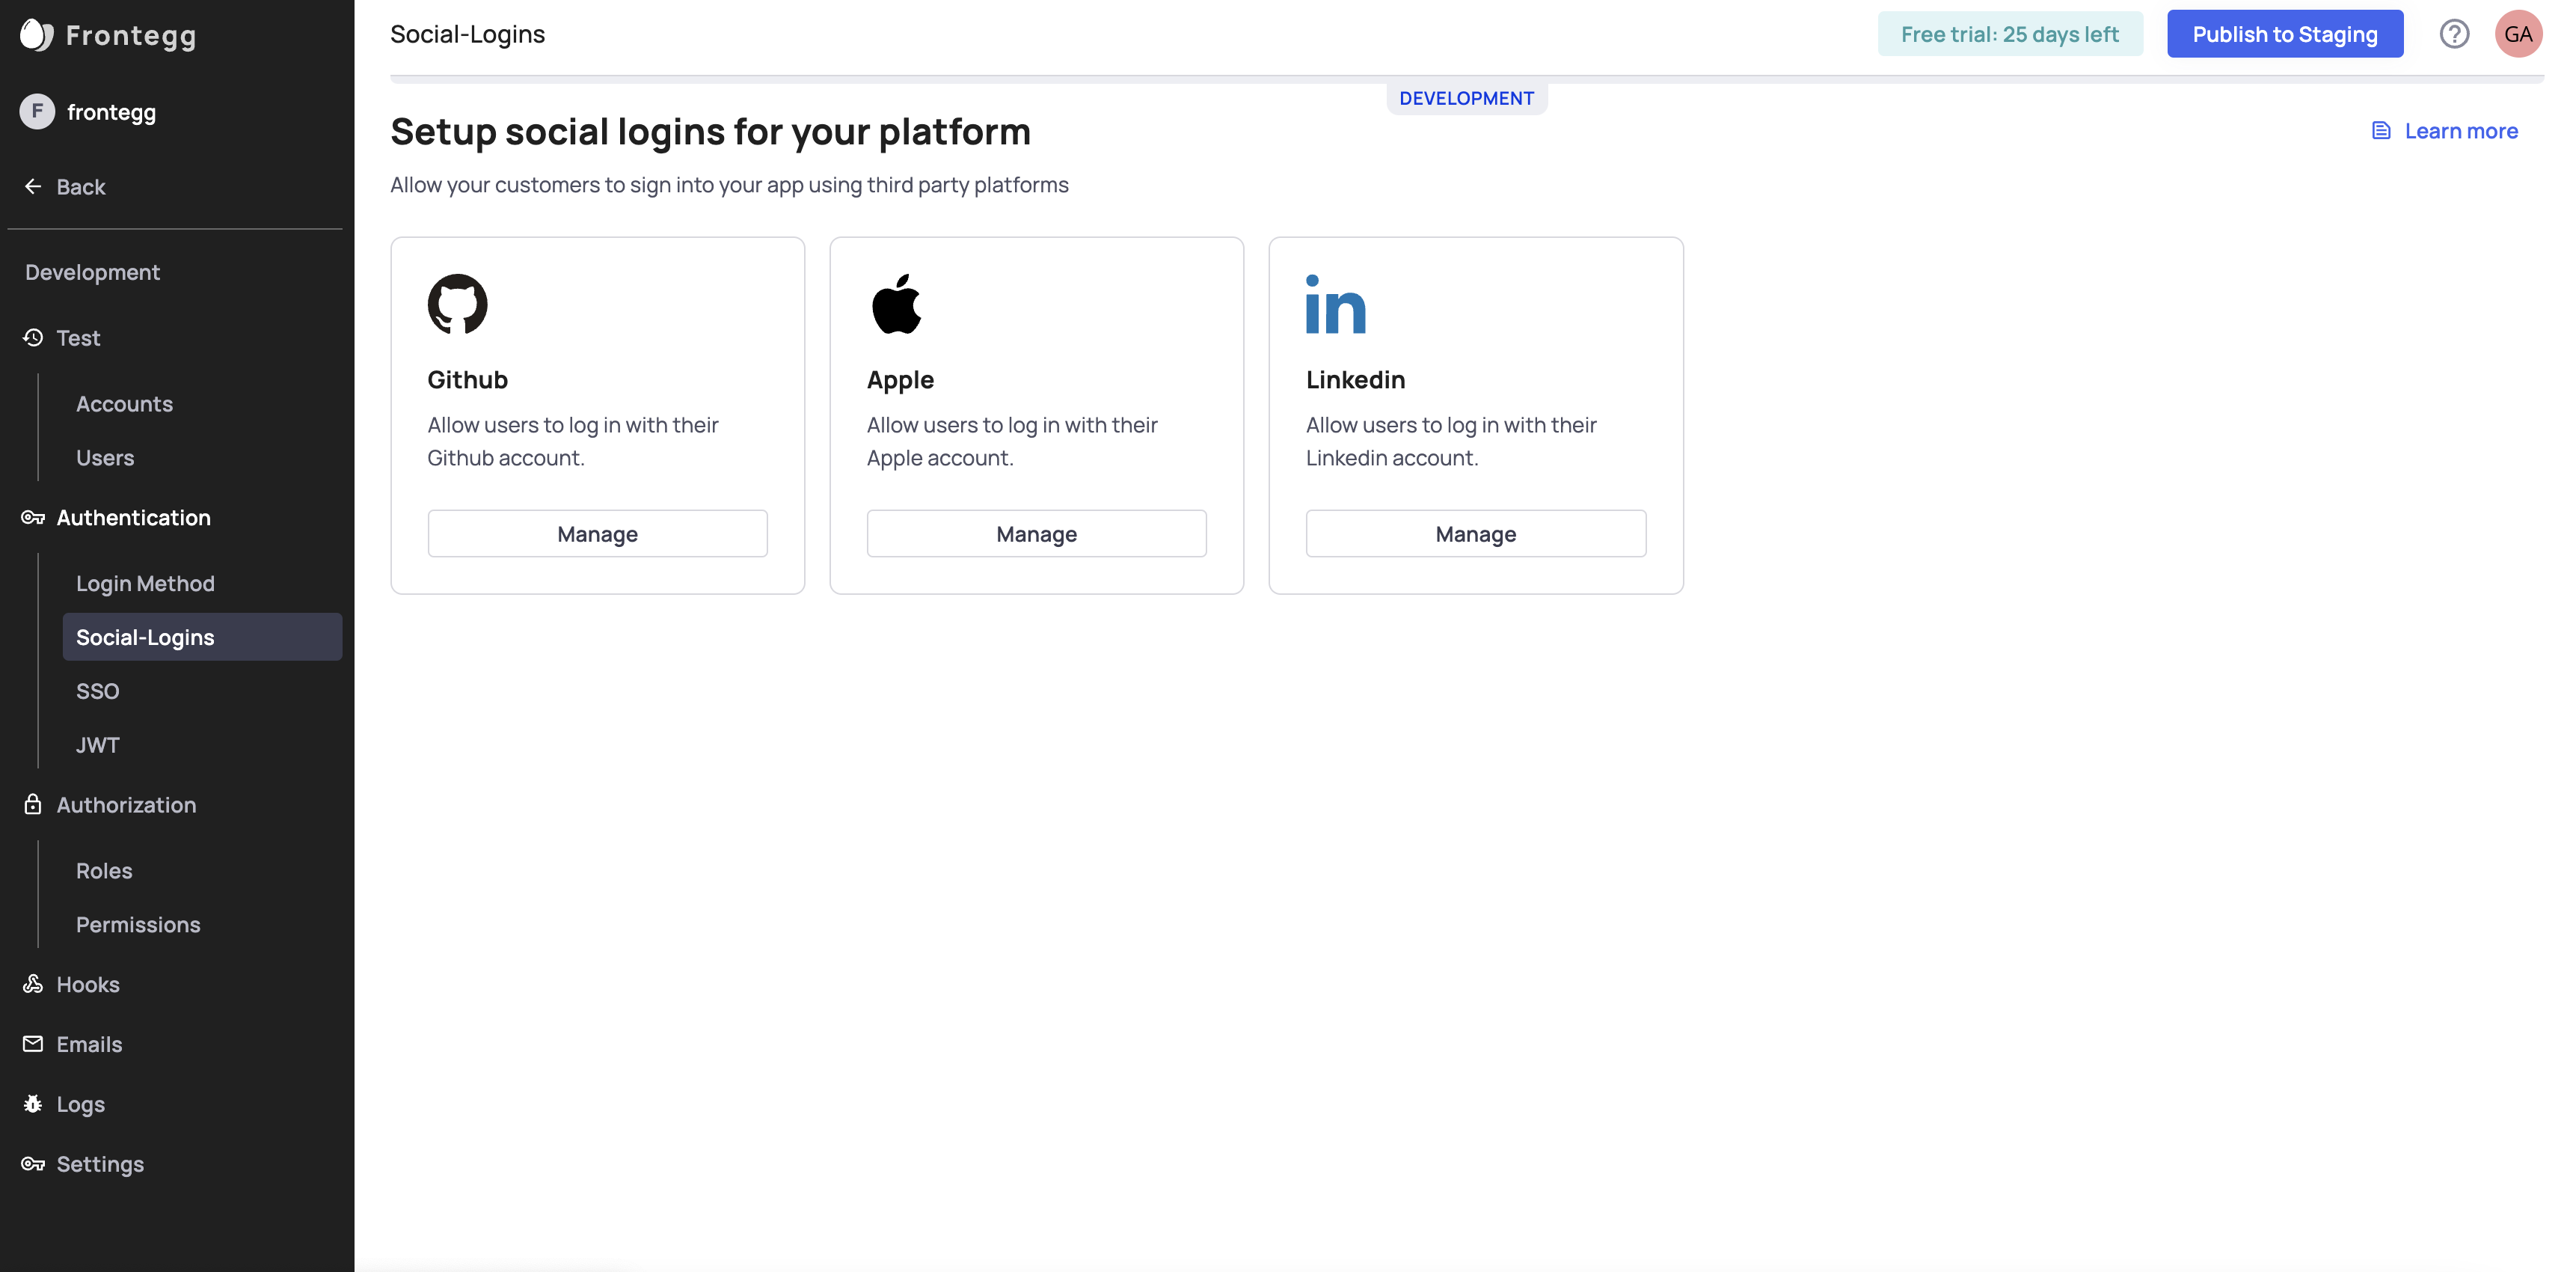 Frontegg
F frontegg
Back
Development
Test
Accounts
Users
Authentication
Login Method
Social-Logins
SSO
JWT
Authorization
Roles
Permissions
Hooks
Emails
Logs
Settings
Social-Logins
Free trial: 25 days left
Publish to Staging
GA
DEVELOPMENT
Setup social logins for your platform
Learn more
Allow your customers to sign into your app using third party platforms
Github
Allow users to log in with their
Github account.
Manage
Apple
Allow users to log in with their
Apple account.
Manage
in
Linkedin
Allow users to log in with their
Linkedin account.
Manage